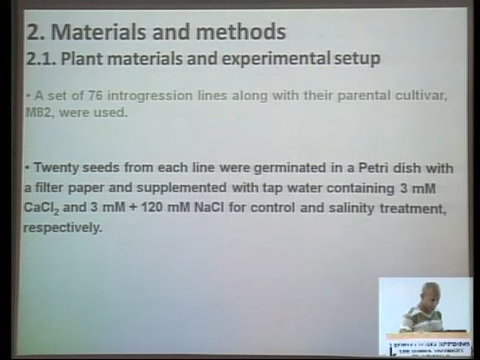 2. Materials and methods
2.1. Plant materials and experimental setup
• A set of 76 introgression lines along with their parental cultivar,
M82, were used.
• Twenty seeds from each line were germinated in a Petri dish with
a filter paper and supplemented with tap water containing 3 mM
CaCl₂ and 3 mM + 120 mM NaCl for control and salinity treatment,
respectively.